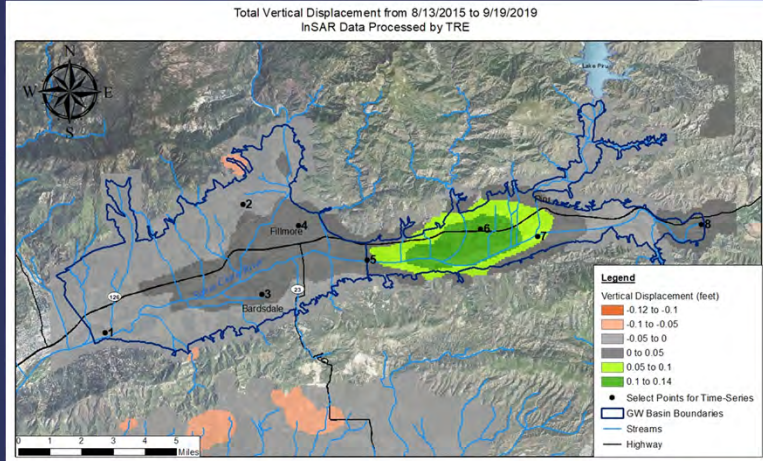 Total Vertical Displacement from 8/13/2015 to 9/19/2019
InSAR Data Processed by TRE
N
W
E
S
2
4
Fillmore
5
6
7
8
3
Bardsdale
23
126
1
Legend
Vertical Displacement (feet)
-0.12 to -0.1
-0.1 to -0.05
-0.05 to 0
0 to 0.05
0.05 to 0.1
0.1 to 0.14
Select Points for Time-Series
GW Basin Boundaries
Streams
Highway
0 1 2 3 4 5
Miles